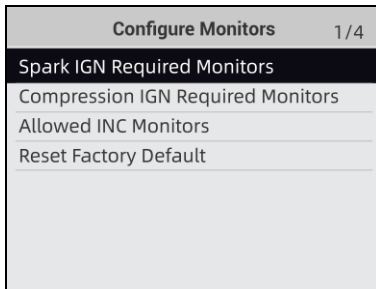 Configure Monitors 1/4
Spark IGN Required Monitors
Compression IGN Required Monitors
Allowed INC Monitors
Reset Factory Default